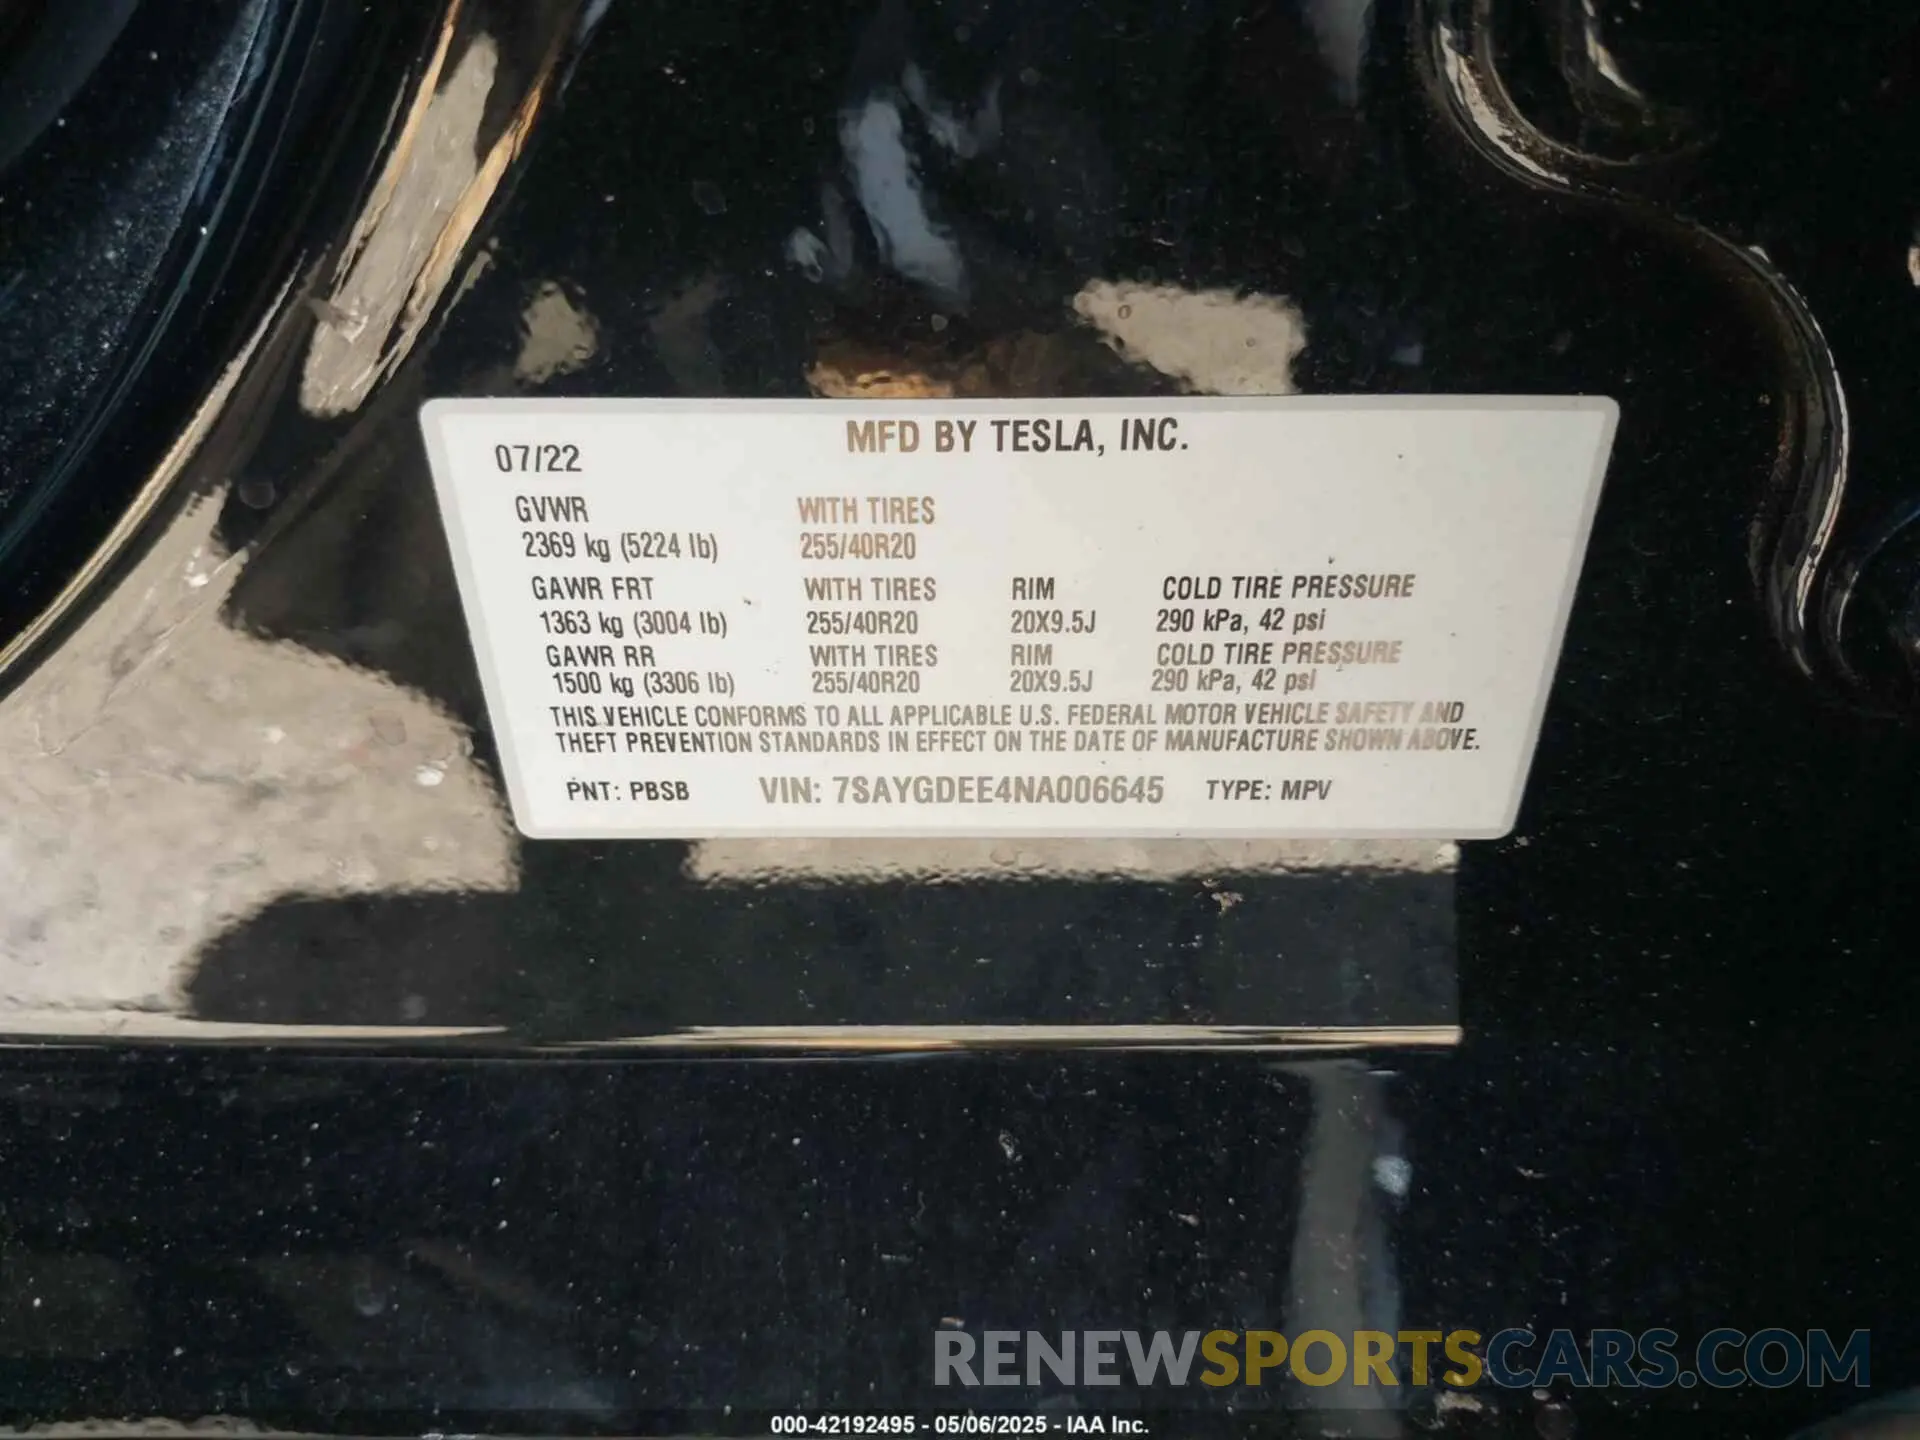 MFD BY TESLA, INC.
07/22
GVWR WITH TIRES
2369 kg (5224 lb) 255/40R20
GAWR FRT WITH TIRES RIM COLD TIRE PRESSURE
1363 kg (3004 lb) 255/40R20 20X9.5J 290 kPa, 42 psi
GAWR RR WITH TIRES RIM COLD TIRE PRESSURE
1500 kg (3306 lb) 255/40R20 20X9.5J 290 kPa, 42 psi
THIS VEHICLE CONFORMS TO ALL APPLICABLE U.S. FEDERAL MOTOR VEHICLE SAFETY AND
THEFT PREVENTION STANDARDS IN EFFECT ON THE DATE OF MANUFACTURE SHOWN ABOVE.
PNT: PBSB VIN: 7SAYGDEE4NA006645 TYPE: MPV
RENEWSPORTSCARS.COM
000-42192495 - 05/06/2025 - IAA Inc.